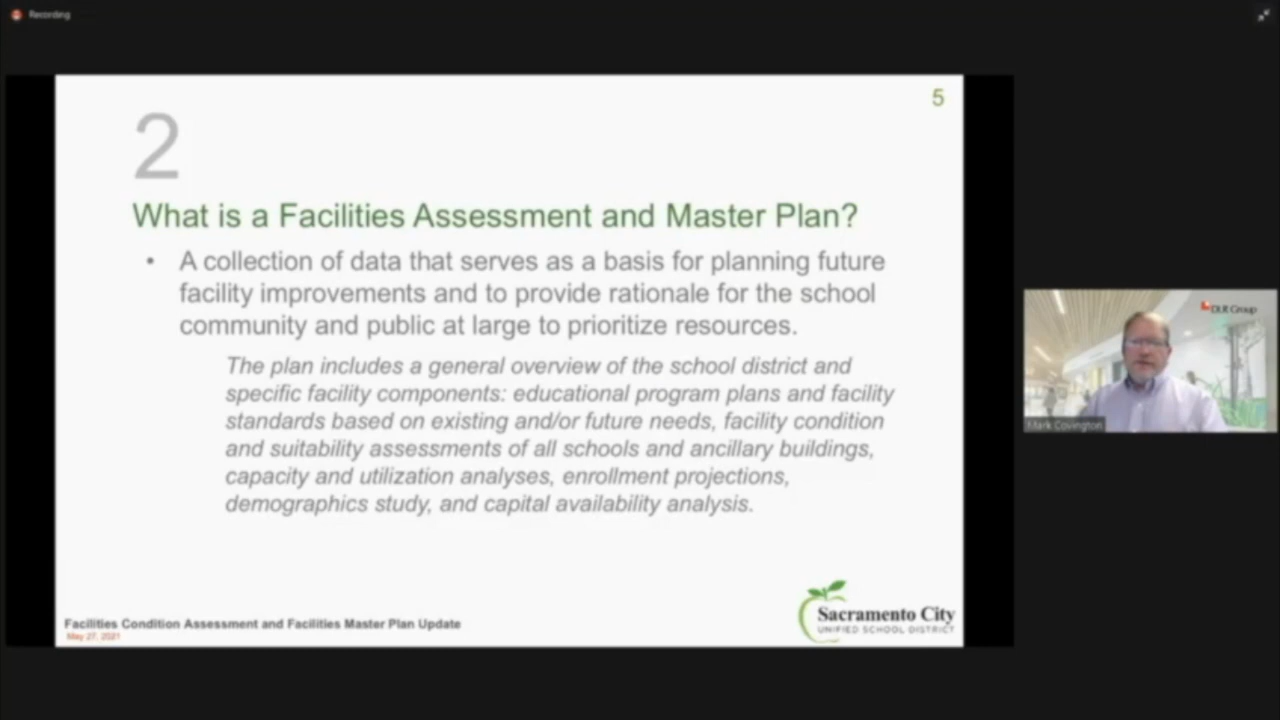 Recording
5
2
What is a Facilities Assessment and Master Plan?
• A collection of data that serves as a basis for planning future
facility improvements and to provide rationale for the school
community and public at large to prioritize resources.
The plan includes a general overview of the school district and
specific facility components: educational program plans and facility
standards based on existing and/or future needs, facility condition
and suitability assessments of all schools and ancillary buildings,
capacity and utilization analyses, enrollment projections,
demographics study, and capital availability analysis.
Facilities Condition Assessment and Facilities Master Plan Update
May 27, 2021
Sacramento City
UNIFIED SCHOOL DISTRICT
DLR Group
Mark Covington